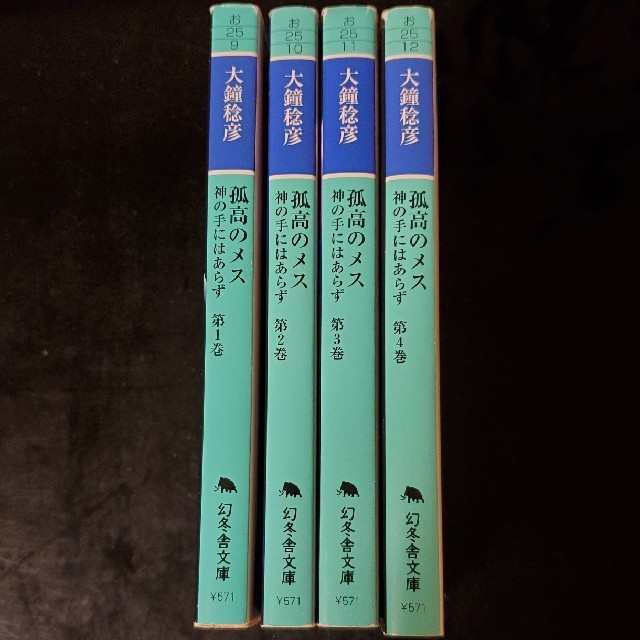 お
25
9
大鐘稔彦
孤高のメス
神の手にはあらず 第1巻
幻冬舎文庫
¥571
お
25
10
大鐘稔彦
孤高のメス
神の手にはあらず 第2巻
幻冬舎文庫
¥571
お
25
11
大鐘稔彦
孤高のメス
神の手にはあらず 第3巻
幻冬舎文庫
¥571
お
25
12
大鐘稔彦
孤高のメス
神の手にはあらず 第4巻
幻冬舎文庫
¥571